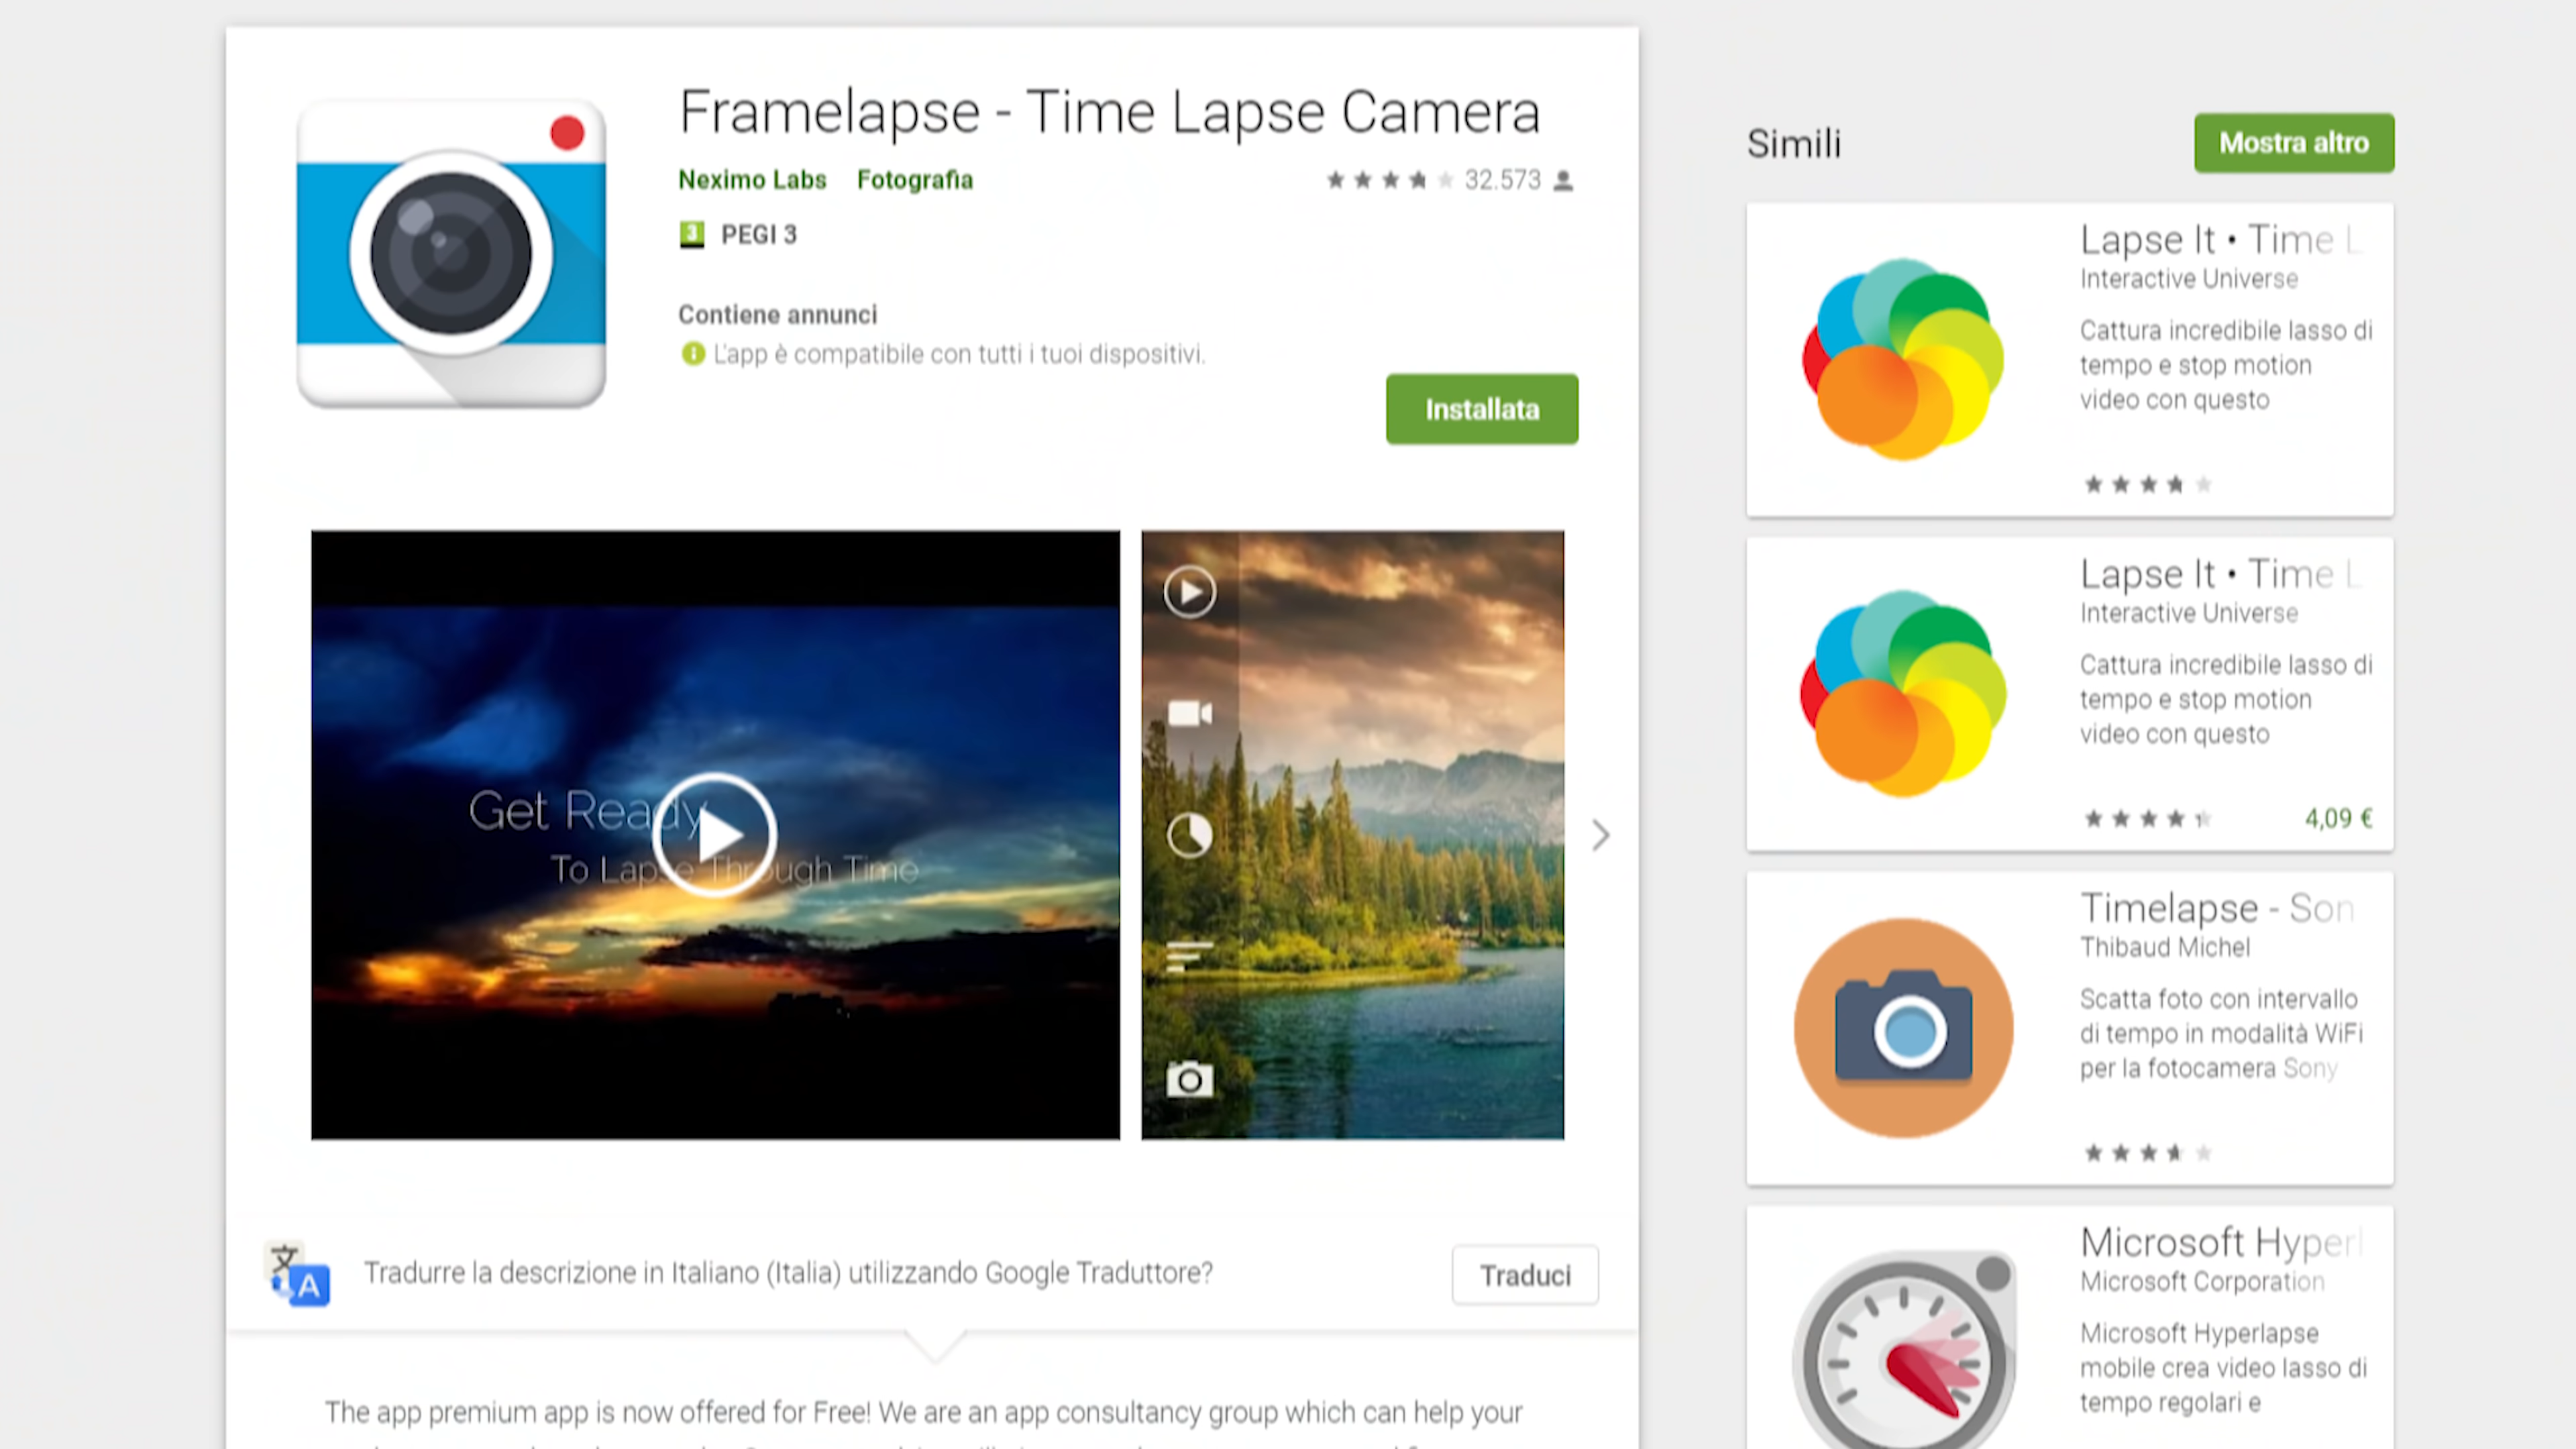 Framelapse - Time Lapse Camera
Neximo Labs Fotografia
32.573
3 PEGI 3
Contiene annunci
L'app è compatibile con tutti i tuoi dispositivi.
Installata
Get Ready
To Lapse Through Time
文 A
Tradurre la descrizione in Italiano (Italia) utilizzando Google Traduttore?
Traduci
The app premium app is now offered for Free! We are an app consultancy group which can help your
Simili
Mostra altro
Lapse It • Time L
Interactive Universe
Cattura incredibile lasso di
tempo e stop motion
video con questo
Lapse It • Time L
Interactive Universe
Cattura incredibile lasso di
tempo e stop motion
video con questo
4,09 €
Timelapse - Son
Thibaud Michel
Scatta foto con intervallo
di tempo in modalità WiFi
per la fotocamera Sony
Microsoft Hyperl
Microsoft Corporation
Microsoft Hyperlapse
mobile crea video lasso di
tempo regolari e